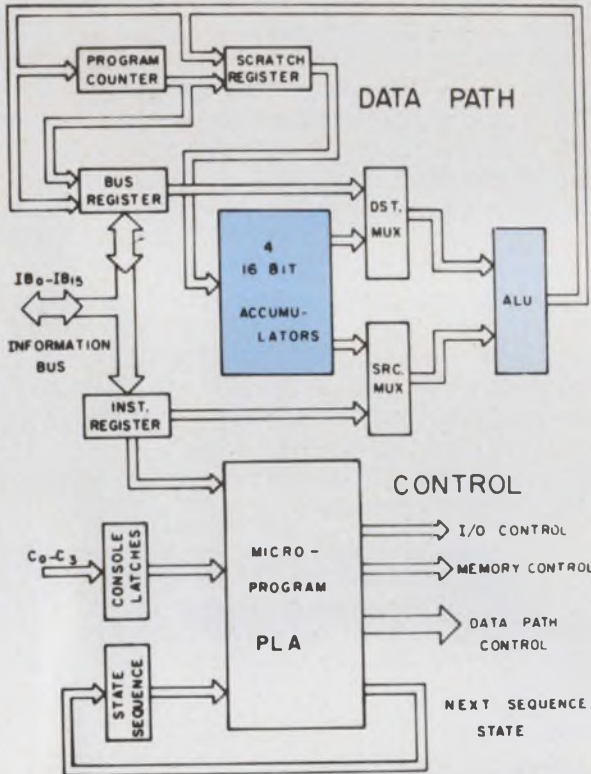 PROGRAM
COUNTER
SCRATCH
REGISTER
DATA PATH
BUS
REGISTER
DST.
MUX
4
16 BIT
ACCUMU-
LATORS
ALU
IB0-IB15
INFORMATION
BUS
SRC.
MUX
INST.
REGISTER
CONTROL
MICRO-
PROGRAM
PLA
I/O CONTROL
MEMORY CONTROL
DATA PATH
CONTROL
C0-C3
CONSOLE
LATCHES
STATE
SEQUENCE
NEXT SEQUENCE
STATE